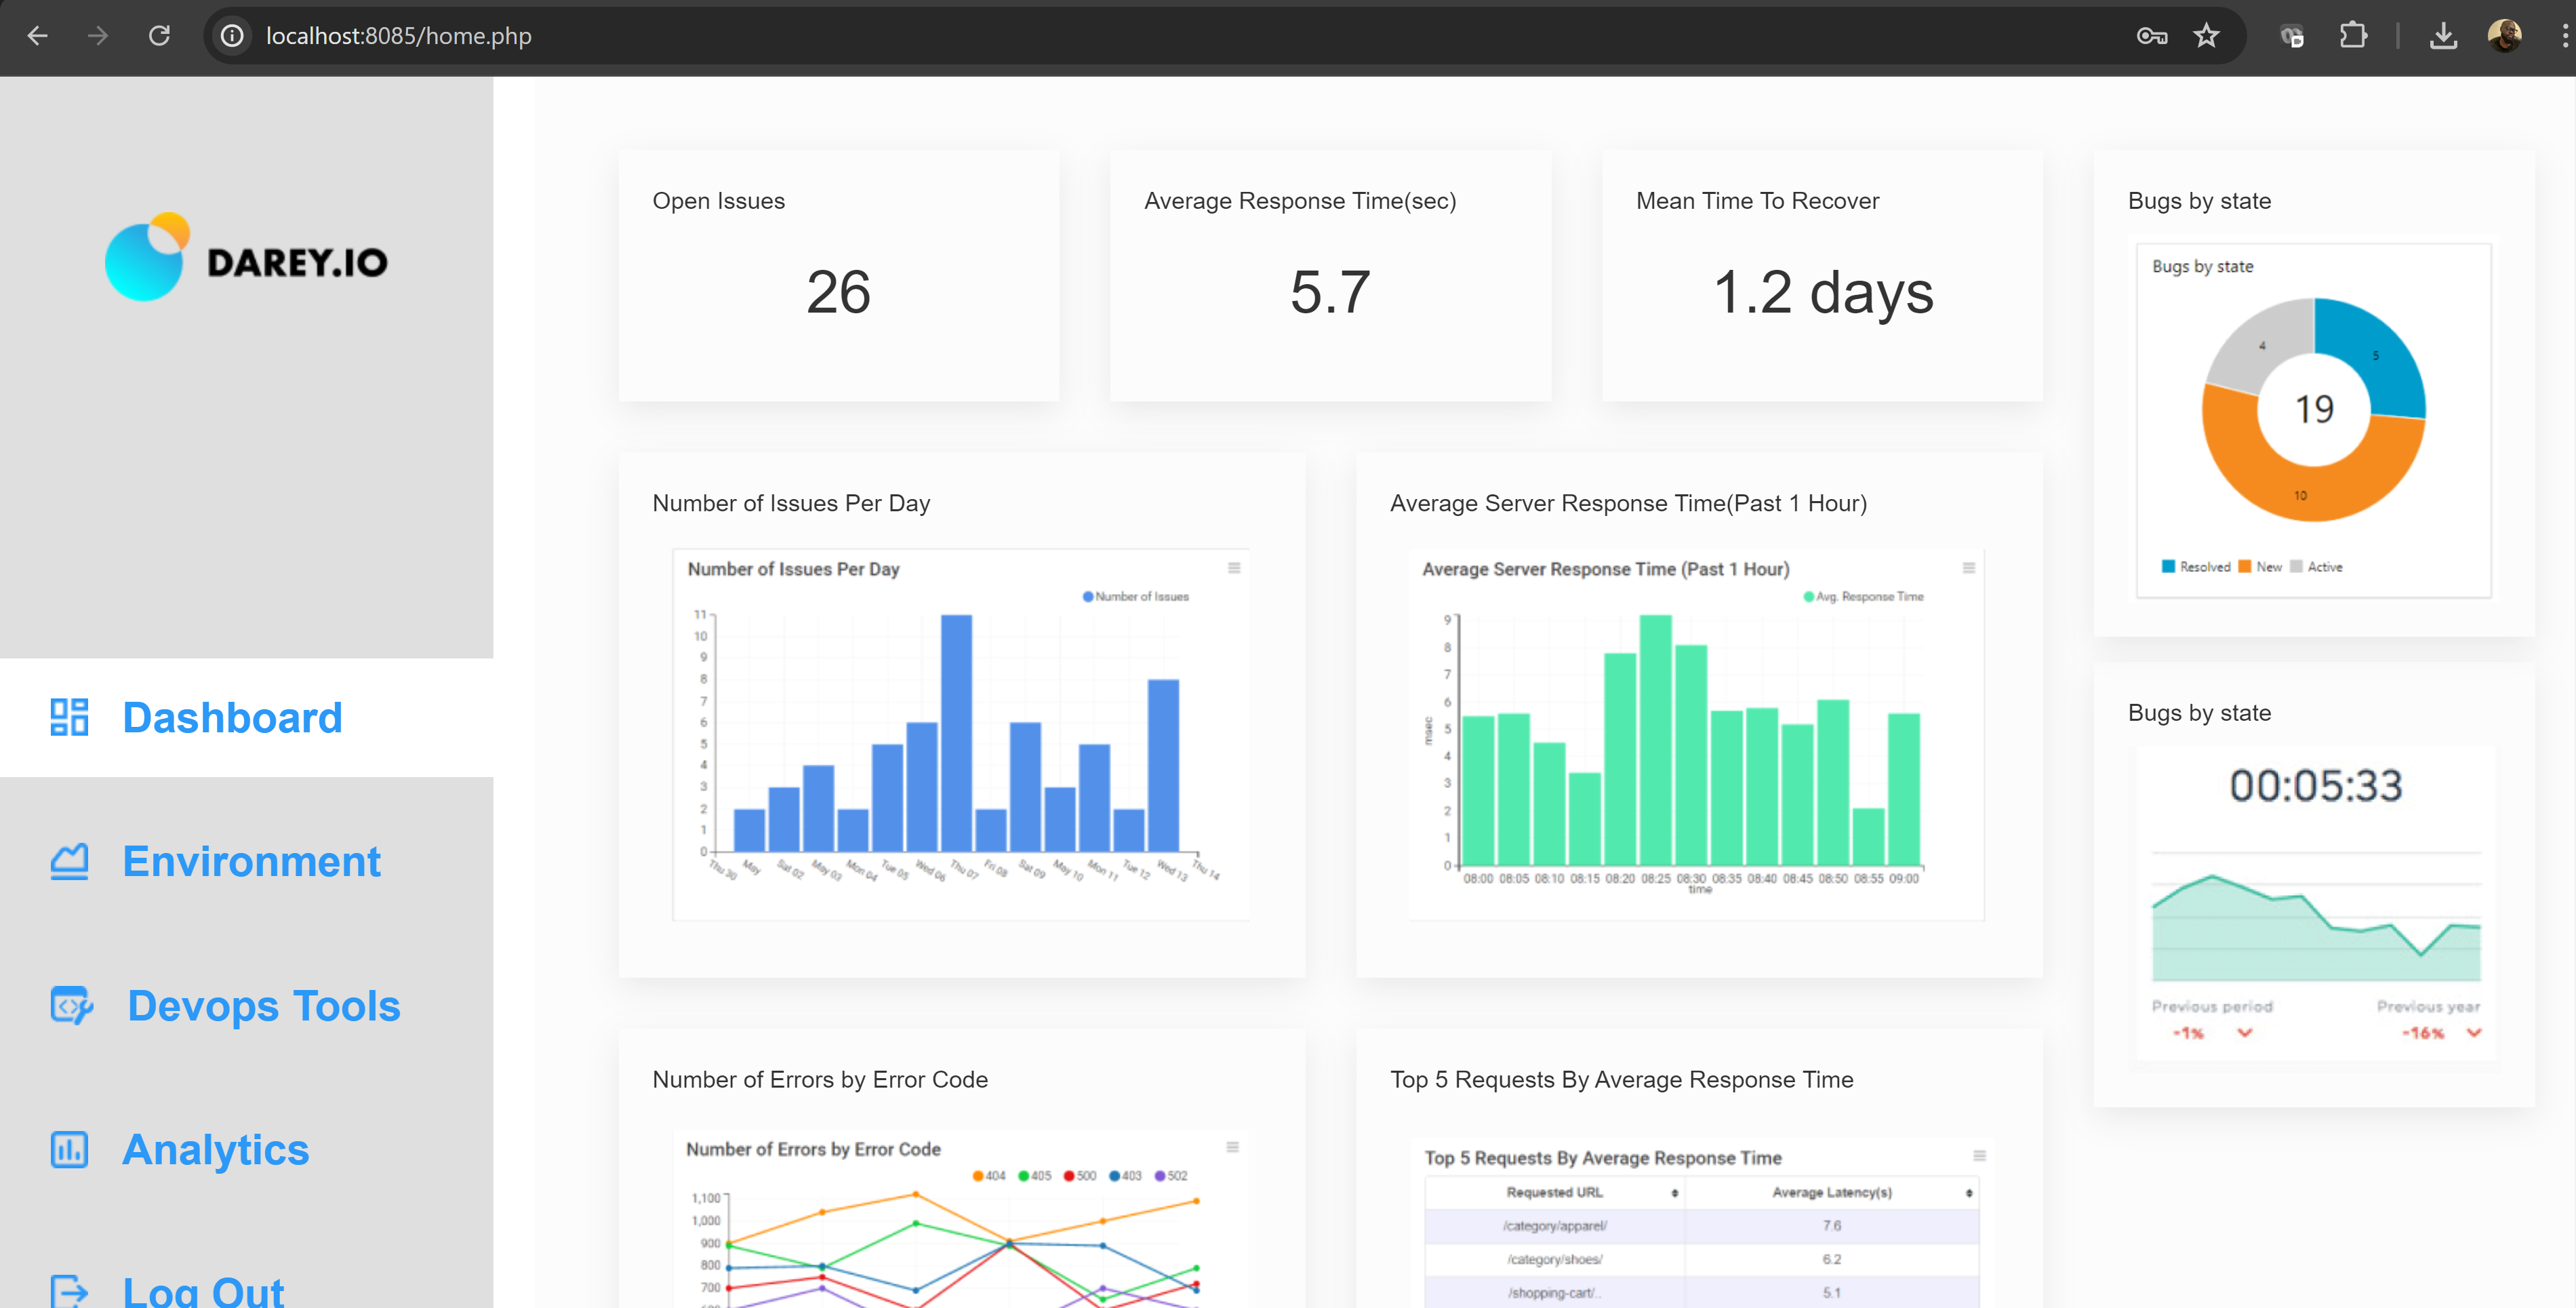 localhost:8085/home.php
DAREY.IO
Dashboard
Environment
Devops Tools
Analytics
Log Out
Open Issues
26
Average Response Time(sec)
5.7
Mean Time To Recover
1.2 days
Bugs by state
Bugs by state
4
5
19
10
Resolved New Active
Number of Issues Per Day
Number of Issues Per Day
Number of Issues
11
10
9
8
7
6
5
4
3
2
1
0
Thu 30 May Sat 02 May 03 Mon 04 Tue 05 Wed 06 Thu 07 Fri 08 Sat 09 May 10 Mon 11 Tue 12 Wed 13 Thu 14
Average Server Response Time(Past 1 Hour)
Average Server Response Time (Past 1 Hour)
Avg. Response Time
9
8
7
6
5
4
3
2
1
0
msec
08:00 08:05 08:10 08:15 08:20 08:25 08:30 08:35 08:40 08:45 08:50 08:55 09:00
time
Bugs by state
00:05:33
Previous period Previous year
-1% -16%
Number of Errors by Error Code
Number of Errors by Error Code
404 405 500 403 502
1,100
1,000
900
800
700
Top 5 Requests By Average Response Time
Top 5 Requests By Average Response Time
Requested URL Average Latency(s)
/category/apparel/ 7.6
/category/shoes/ 6.2
/shopping-cart/.. 5.1